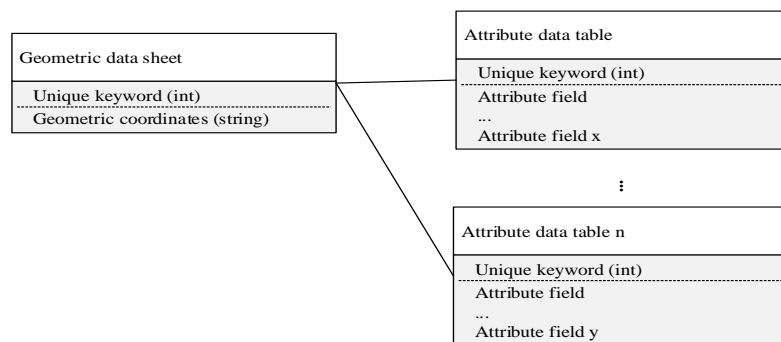 Geometric data sheet
Unique keyword (int)
Geometric coordinates (string)
Attribute data table
Unique keyword (int)
Attribute field
...
Attribute field x
...
Attribute data table n
Unique keyword (int)
Attribute field
...
Attribute field y